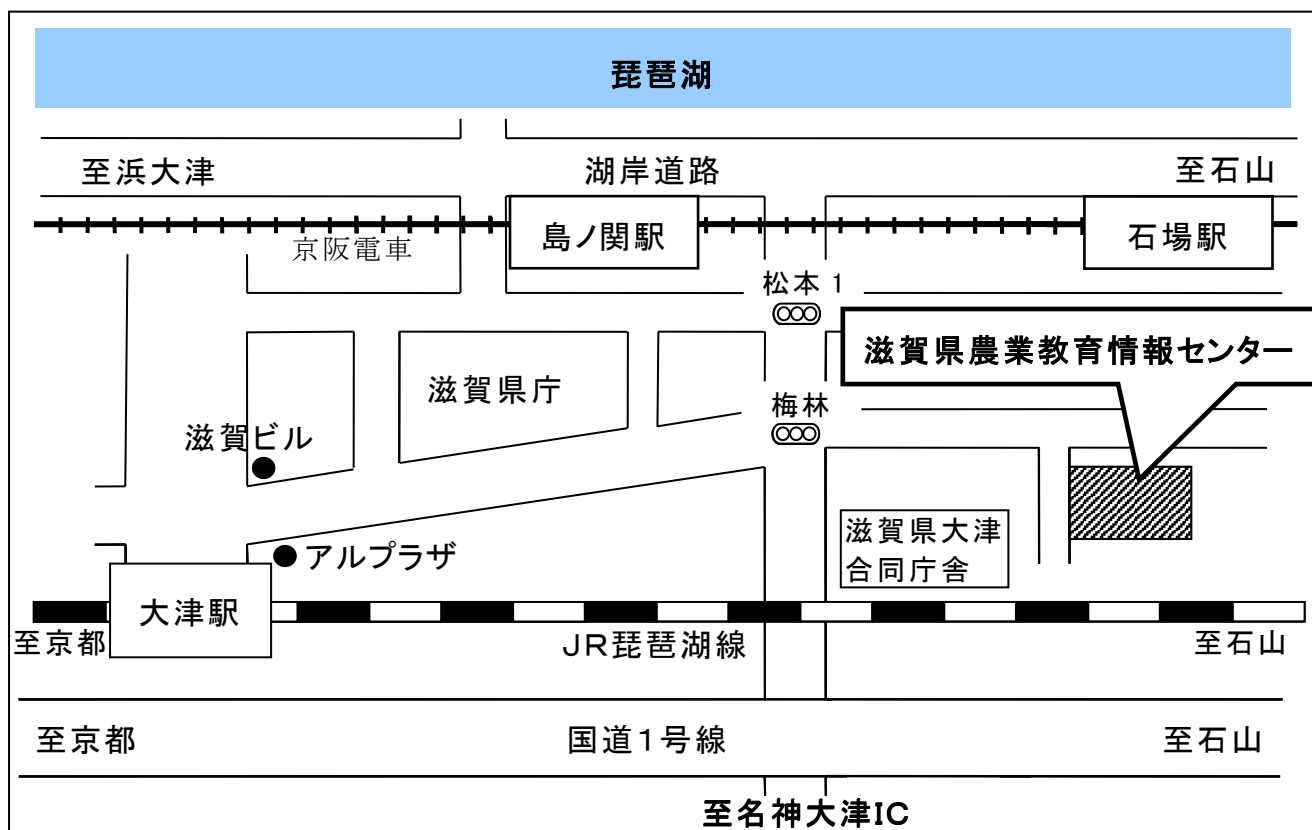 琵琶湖
至浜大津
湖岸道路
至石山
島ノ関駅
石場駅
京阪電車
松本1
滋賀県農業教育情報センター
滋賀県庁
梅林
滋賀ビル
滋賀県大津
合同庁舎
アルプラザ
大津駅
至京都
JR琵琶湖線
至石山
至京都
国道1号線
至石山
至名神大津IC